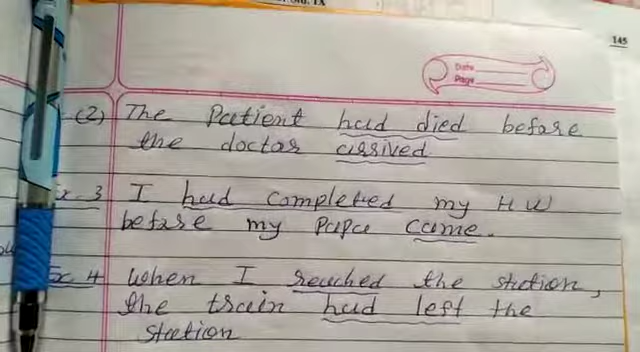 145
Date
Page
(2) The Patient had died before
the doctor arrived
Ex-3 I had completed my HW
before my Papa came.
Ex 4 When I reached the station,
the train had left the
station